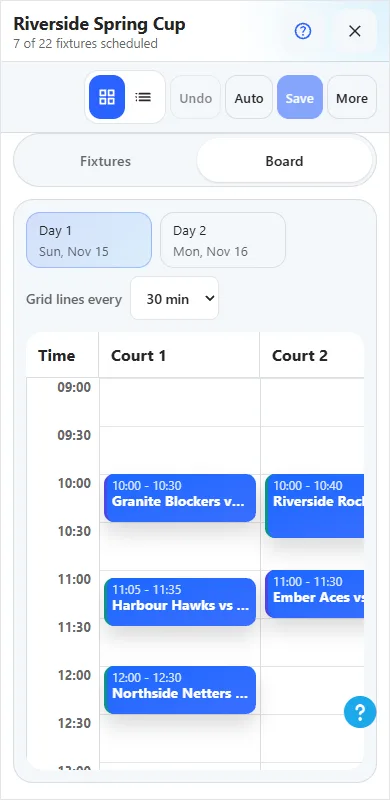 Riverside Spring Cup
7 of 22 fixtures scheduled
Undo
Auto
Save
More
Fixtures
Board
Day 1
Sun, Nov 15
Day 2
Mon, Nov 16
Grid lines every
30 min
Time
Court 1
Court 2
09:00
09:30
10:00
10:00 - 10:30
Granite Blockers v...
10:00 - 10:40
Riverside Rock
10:30
11:00
11:00 - 11:30
Ember Aces vs
11:05 - 11:35
Harbour Hawks vs ...
11:30
12:00
12:00 - 12:30
Northside Netters ...
12:30
?
13:00